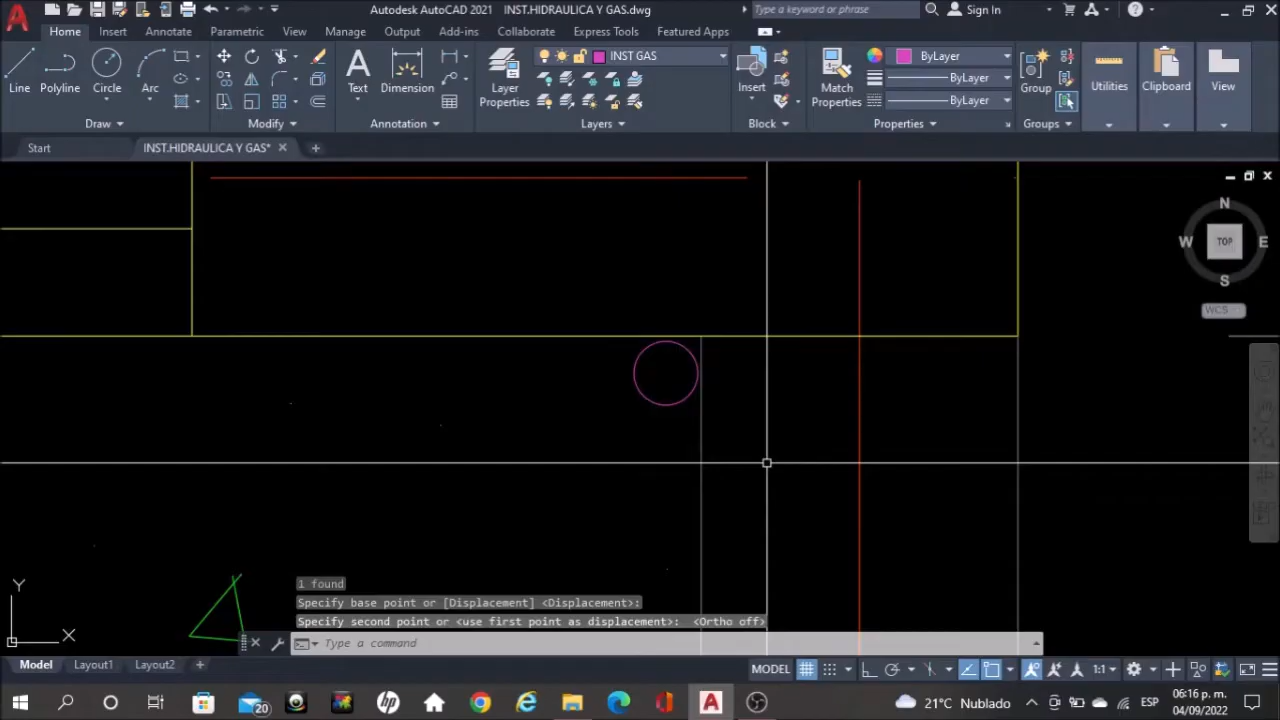 Autodesk AutoCAD 2021 INST.HIDRAULICA Y GAS.dwg
Type a keyword or phrase
Sign In
Home Insert Annotate Parametric View Manage Output Add-ins Collaborate Express Tools Featured Apps
Line Polyline Circle Arc
Text Dimension
Layer Properties
INST GAS
Insert
Match Properties
ByLayer
ByLayer
ByLayer
Group
Utilities
Clipboard
View
Draw Modify Annotation Layers Block Properties Groups
Start INST.HIDRAULICA Y GAS*
N
W TOP E
S
WCS
1 found
Specify base point or [Displacement] <Displacement>:
Specify second point or <use first point as displacement>: <Ortho off>
Type a command
Y
X
Model Layout1 Layout2
MODEL 1:1
20
21°C Nublado
ESP
06:16 p. m.
04/09/2022